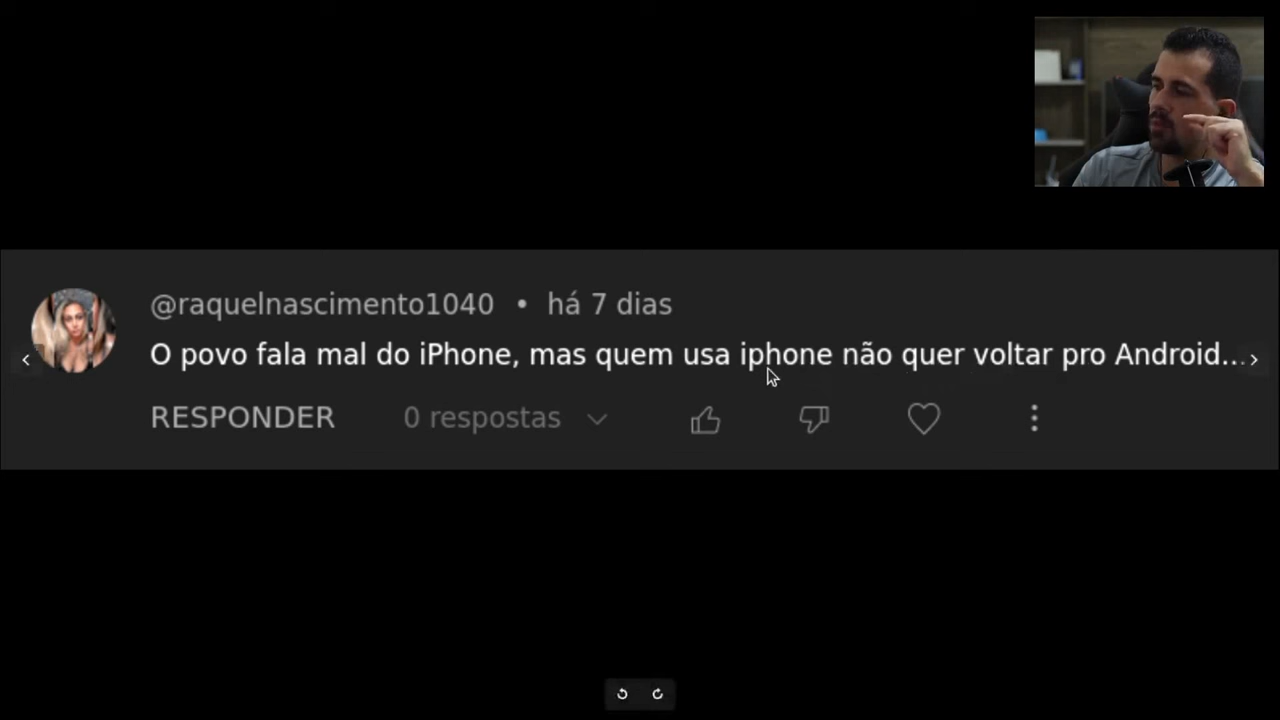 @raquelnascimento1040 • há 7 dias
O povo fala mal do iPhone, mas quem usa iphone não quer voltar pro Android...
RESPONDER 0 respostas